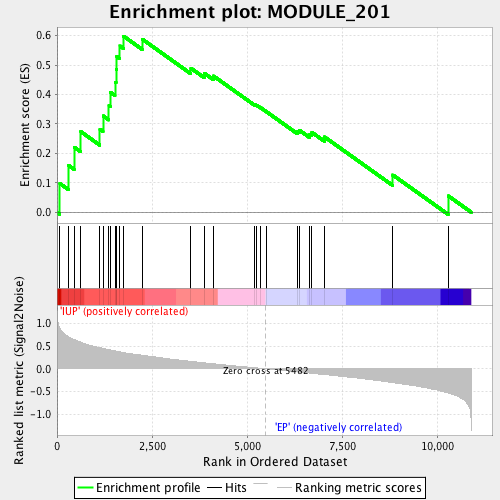 Enrichment plot: MODULE_201
Enrichment score (ES)
0.6
0.5
0.4
0.3
0.2
0.1
0.0
Ranked list metric (Signal2Noise)
1.0
0.5
0.0
-0.5
-1.0
'IUP' (positively correlated)
Zero cross at 5482
'EP' (negatively correlated)
0
2,500
5,000
7,500
10,000
Rank in Ordered Dataset
Enrichment profile
Hits
Ranking metric scores